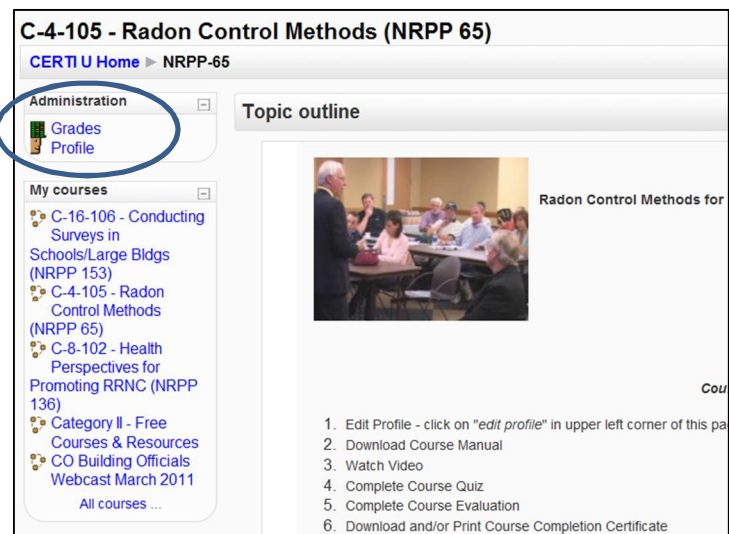 C-4-105 - Radon Control Methods (NRPP 65)
CERTI U Home ► NRPP-65
Administration
Grades
Profile
My courses
C-16-106 - Conducting
Surveys in
Schools/Large Bldgs
(NRPP 153)
C-4-105 - Radon
Control Methods
(NRPP 65)
C-8-102 - Health
Perspectives for
Promoting RRNC (NRPP
136)
Category II - Free
Courses & Resources
CO Building Officials
Webcast March 2011
All courses ...
Topic outline
Radon Control Methods for
Cou
1. Edit Profile - click on "edit profile" in upper left corner of this pa
2. Download Course Manual
3. Watch Video
4. Complete Course Quiz
5. Complete Course Evaluation
6. Download and/or Print Course Completion Certificate